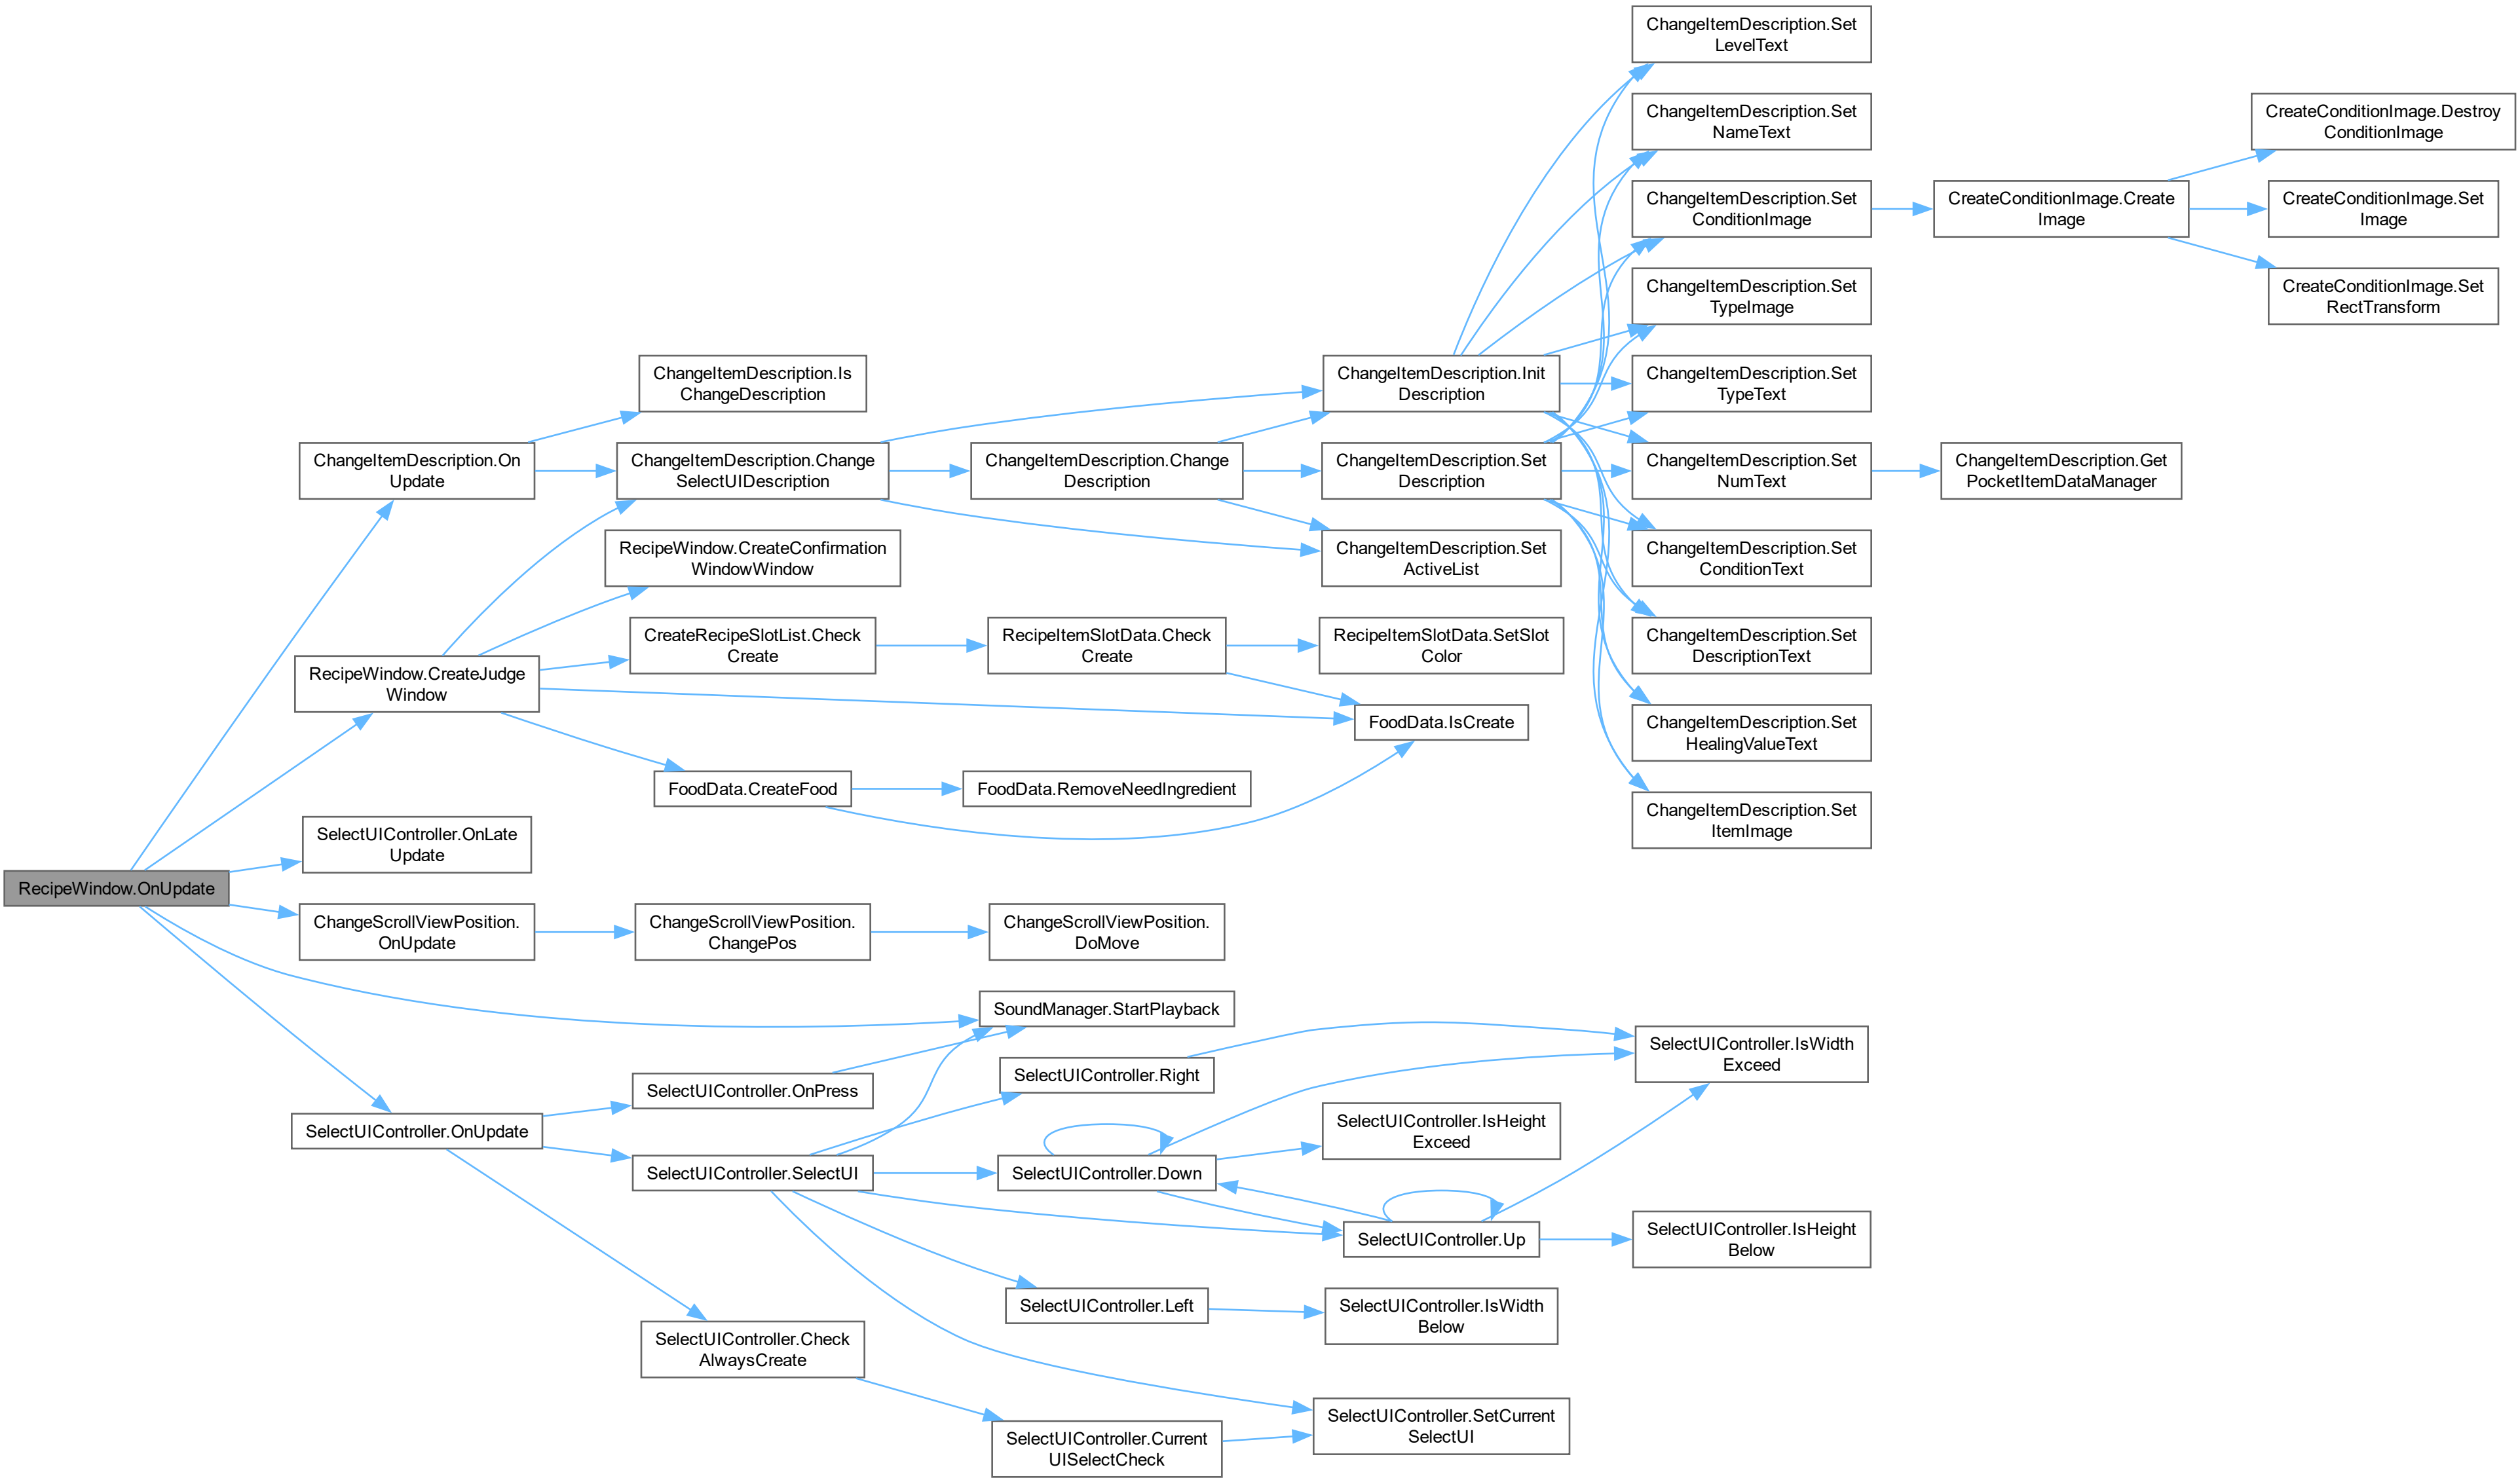 RecipeWindow.OnUpdate
ChangeItemDescription.On
Update
ChangeItemDescription.Is
ChangeDescription
ChangeItemDescription.Change
SelectUIDescription
ChangeItemDescription.Init
Description
ChangeItemDescription.Set
LevelText
ChangeItemDescription.Set
NameText
ChangeItemDescription.Set
ConditionImage
CreateConditionImage.Create
Image
CreateConditionImage.Destroy
ConditionImage
CreateConditionImage.Set
Image
CreateConditionImage.Set
RectTransform
ChangeItemDescription.Set
TypeImage
ChangeItemDescription.Set
TypeText
ChangeItemDescription.Set
NumText
ChangeItemDescription.Get
PocketItemDataManager
ChangeItemDescription.Set
ConditionText
ChangeItemDescription.Set
DescriptionText
ChangeItemDescription.Set
HealingValueText
ChangeItemDescription.Set
ItemImage
ChangeItemDescription.Change
Description
ChangeItemDescription.Set
Description
ChangeItemDescription.Set
ActiveList
RecipeWindow.CreateJudge
Window
RecipeWindow.CreateConfirmation
WindowWindow
CreateRecipeSlotList.Check
Create
RecipeItemSlotData.Check
Create
RecipeItemSlotData.SetSlot
Color
FoodData.IsCreate
FoodData.CreateFood
FoodData.RemoveNeedIngredient
SelectUIController.OnLate
Update
ChangeScrollViewPosition.
OnUpdate
ChangeScrollViewPosition.
ChangePos
ChangeScrollViewPosition.
DoMove
SoundManager.StartPlayback
SelectUIController.OnUpdate
SelectUIController.OnPress
SelectUIController.SelectUI
SelectUIController.Right
SelectUIController.IsWidth
Exceed
SelectUIController.Down
SelectUIController.IsHeight
Exceed
SelectUIController.Up
SelectUIController.IsHeight
Below
SelectUIController.Left
SelectUIController.IsWidth
Below
SelectUIController.Check
AlwaysCreate
SelectUIController.Current
UISelectCheck
SelectUIController.SetCurrent
SelectUI